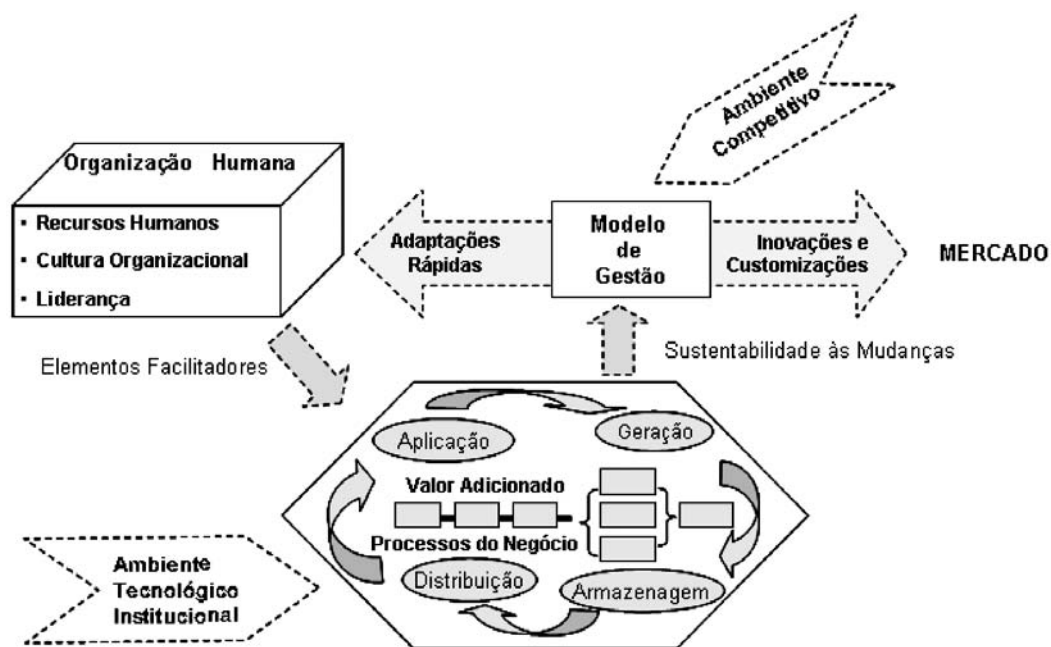 Ambiente
Competitivo
Organização Humana
▪ Recursos Humanos
▪ Cultura Organizacional
▪ Liderança
Adaptações
Rápidas
Modelo
de
Gestão
Inovações e
Customizações
MERCADO
Elementos Facilitadores
Sustentabilidade às Mudanças
Aplicação
Geração
Valor Adicionado
Processos do Negócio
Distribuição
Armazenagem
Ambiente
Tecnológico
Institucional